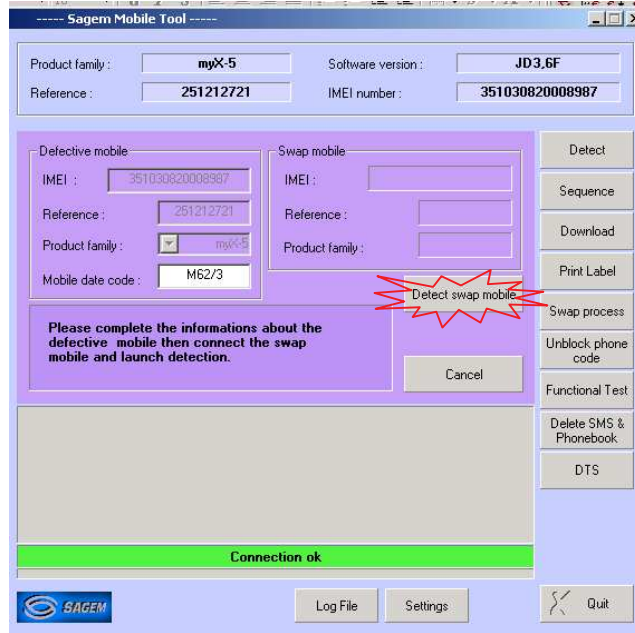 ----- Sagem Mobile Tool -----
Product family : myX-5 Software version : JD3,6F
Reference : 251212721 IMEI number : 351030820008987
Defective mobile
IMEI : 351030820008987
Reference : 251212721
Product family : myX-5
Mobile date code : M62/3
Swap mobile
IMEI :
Reference :
Product family :
Detect swap mobile
Please complete the informations about the
defective mobile then connect the swap
mobile and launch detection.
Cancel
Detect
Sequence
Download
Print Label
Swap process
Unblock phone
code
Functional Test
Delete SMS &
Phonebook
DTS
Connection ok
SAGEM
Log File
Settings
Quit